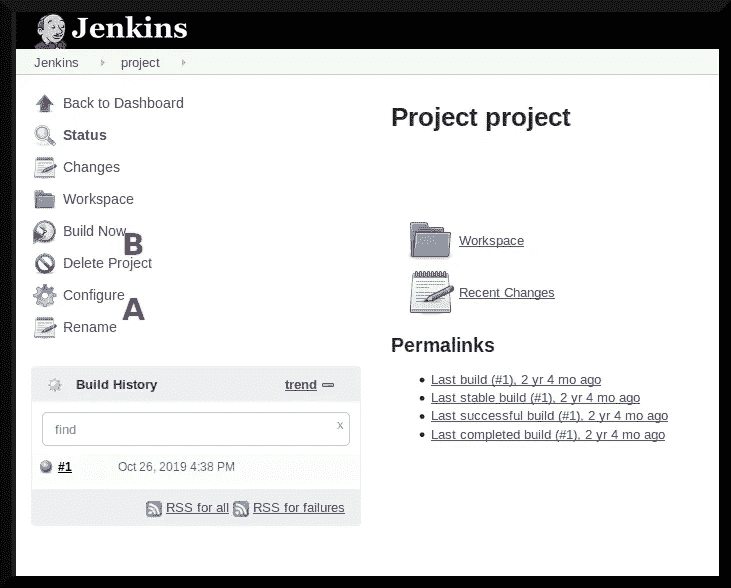 Jenkins
Jenkins project
Back to Dashboard
Status
Changes
Workspace
Build Now
B
Delete Project
Configure
A
Rename
Build History trend
find x
#1 Oct 26, 2019 4:38 PM
RSS for all RSS for failures
Project project
Workspace
Recent Changes
Permalinks
Last build (#1), 2 yr 4 mo ago
Last stable build (#1), 2 yr 4 mo ago
Last successful build (#1), 2 yr 4 mo ago
Last completed build (#1), 2 yr 4 mo ago